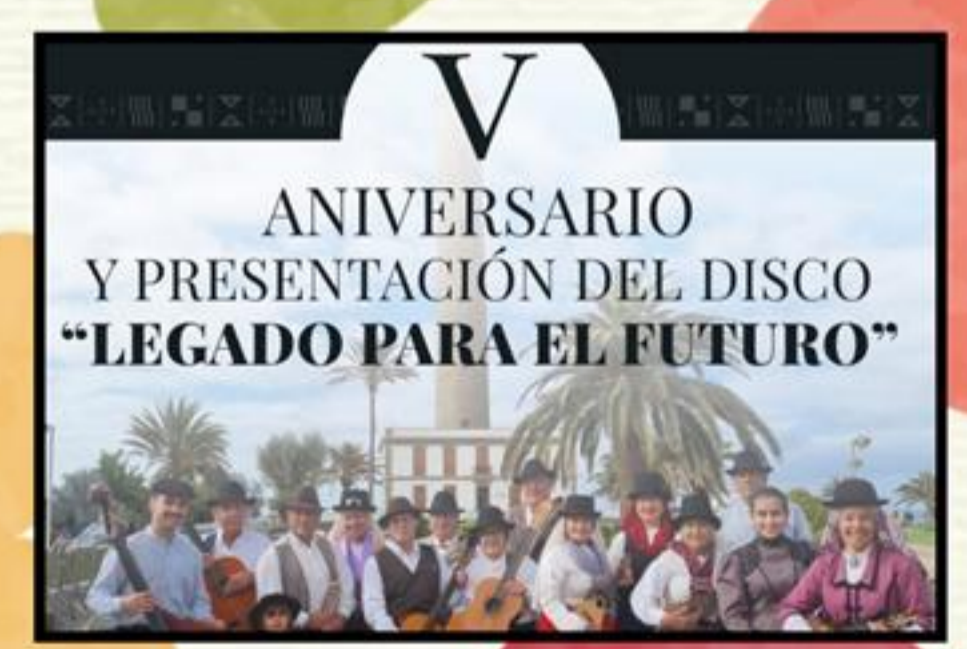 V
ANIVERSARIO
Y PRESENTACIÓN DEL DISCO
“LEGADO PARA EL FUTURO”